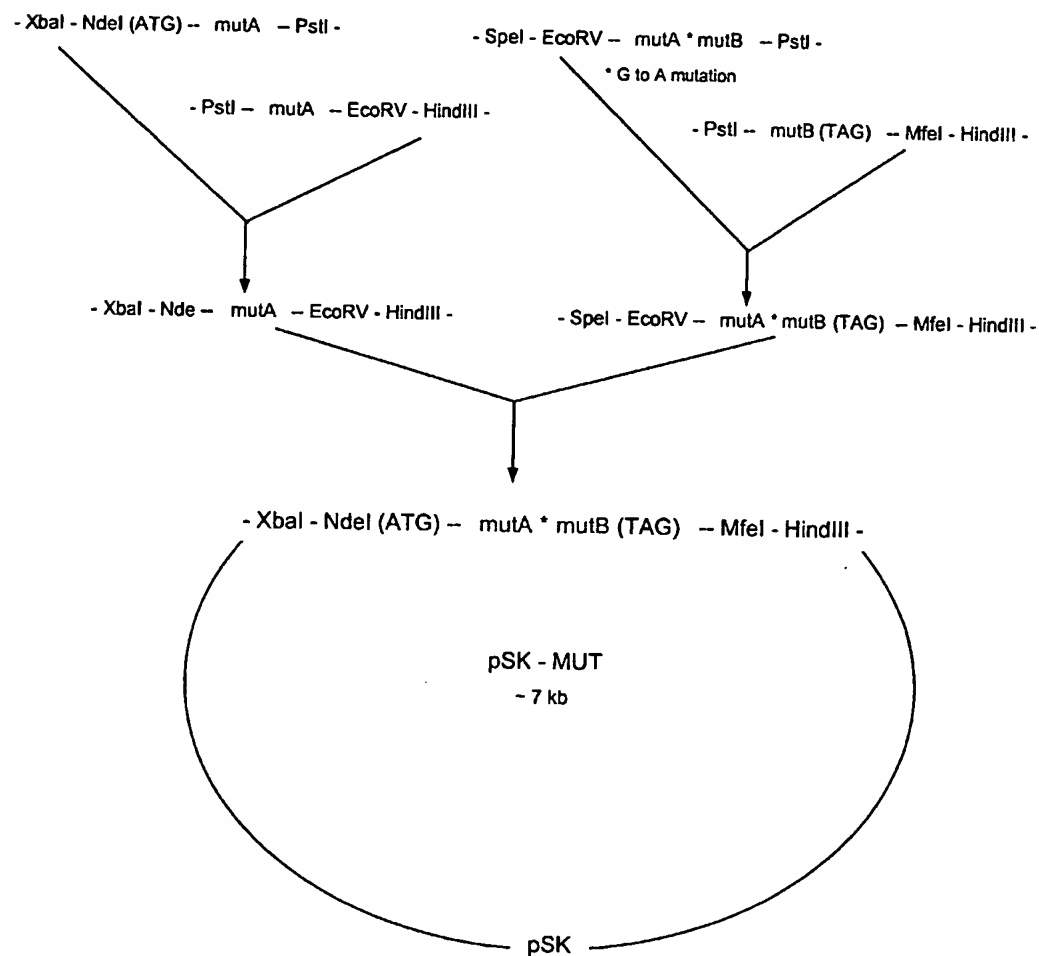 - XbaI - NdeI (ATG) -- mutA -- PstI -
- SpeI - EcoRV -- mutA * mutB -- PstI -
* G to A mutation
- PstI -- mutA -- EcoRV - HindIII -
- PstI -- mutB (TAG) -- MfeI - HindIII -
- XbaI - Nde -- mutA -- EcoRV - HindIII -
- SpeI - EcoRV -- mutA * mutB (TAG) -- MfeI - HindIII -
- XbaI - NdeI (ATG) -- mutA * mutB (TAG) -- MfeI - HindIII -
pSK - MUT
~ 7 kb
pSK